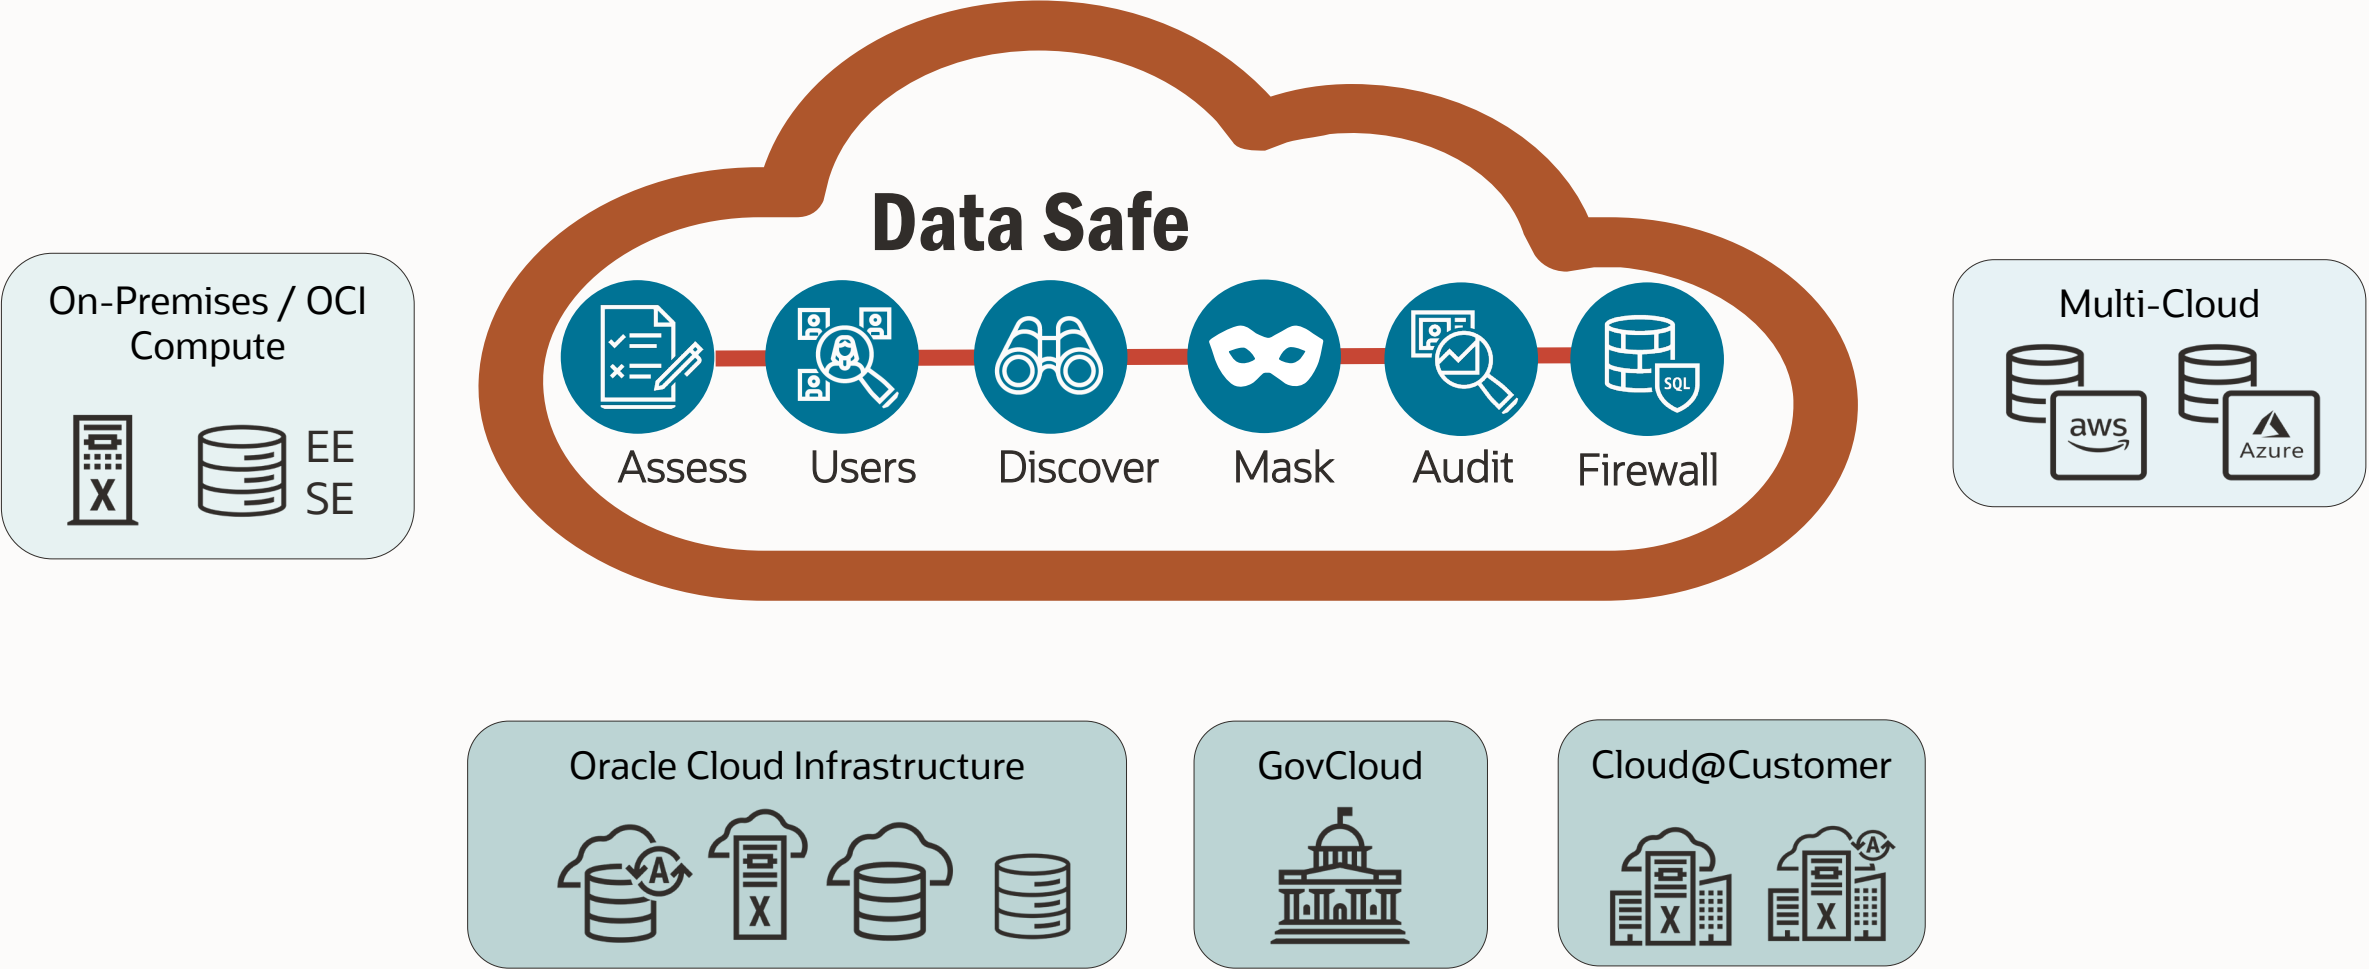 Data Safe
Assess
Users
Discover
Mask
Audit
Firewall
SQL
On-Premises / OCI
Compute
X
EE
SE
Multi-Cloud
aws
Azure
Oracle Cloud Infrastructure
A
X
GovCloud
Cloud@Customer
X
A
X